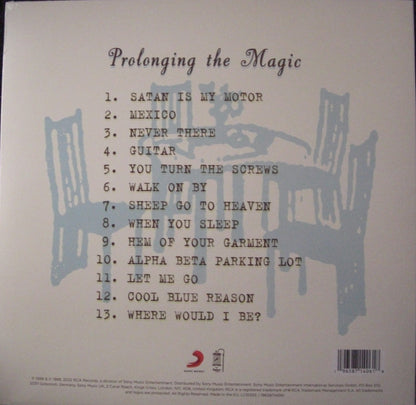 Prolonging the Magic
1. SATAN IS MY MOTOR
2. MEXICO
3. NEVER THERE
4. GUITAR
5. YOU TURN THE SCREWS
6. WALK ON BY
7. SHEEP GO TO HEAVEN
8. WHEN YOU SLEEP
9. HEM OF YOUR GARMENT
10. ALPHA BETA PARKING LOT
11. LET ME GO
12. COOL BLUE REASON
13. WHERE WOULD I BE?